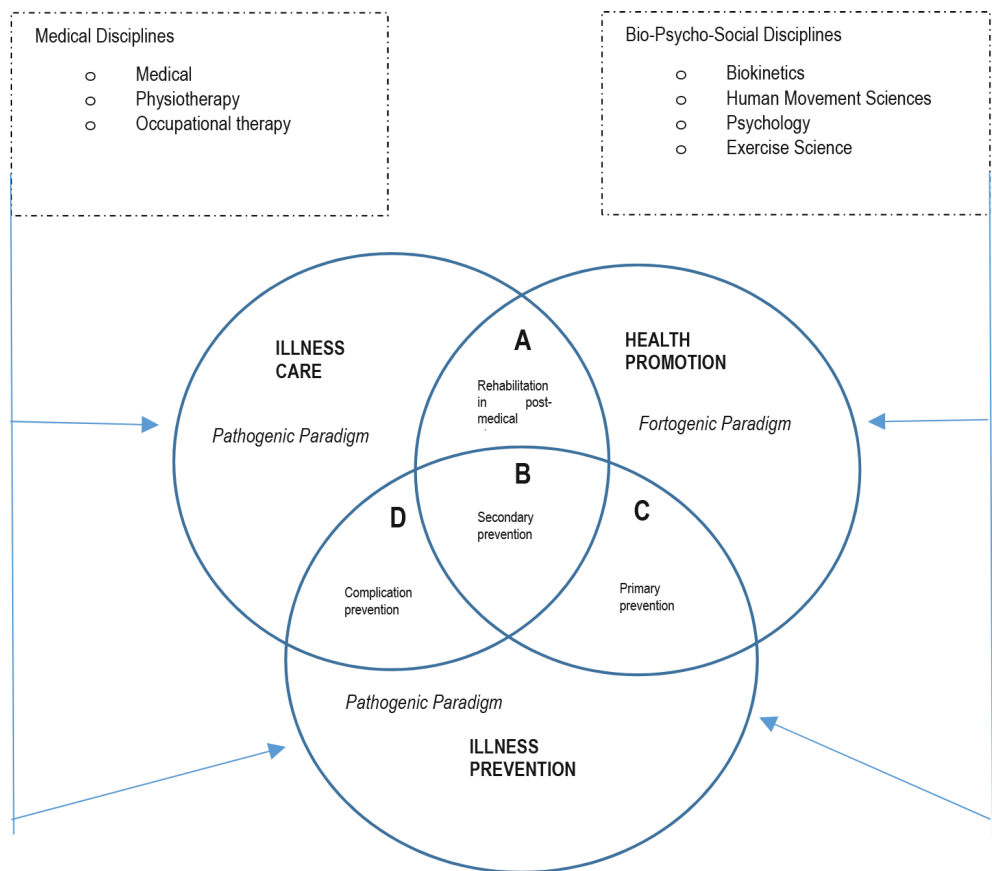 Medical Disciplines
o Medical
o Physiotherapy
o Occupational therapy
Bio-Psycho-Social Disciplines
o Biokinetics
o Human Movement Sciences
o Psychology
o Exercise Science
ILLNESS
CARE
Pathogenic Paradigm
A
Rehabilitation
in post-
medical
HEALTH
PROMOTION
Fortogenic Paradigm
B
Secondary
prevention
D
Complication
prevention
C
Primary
prevention
Pathogenic Paradigm
ILLNESS
PREVENTION